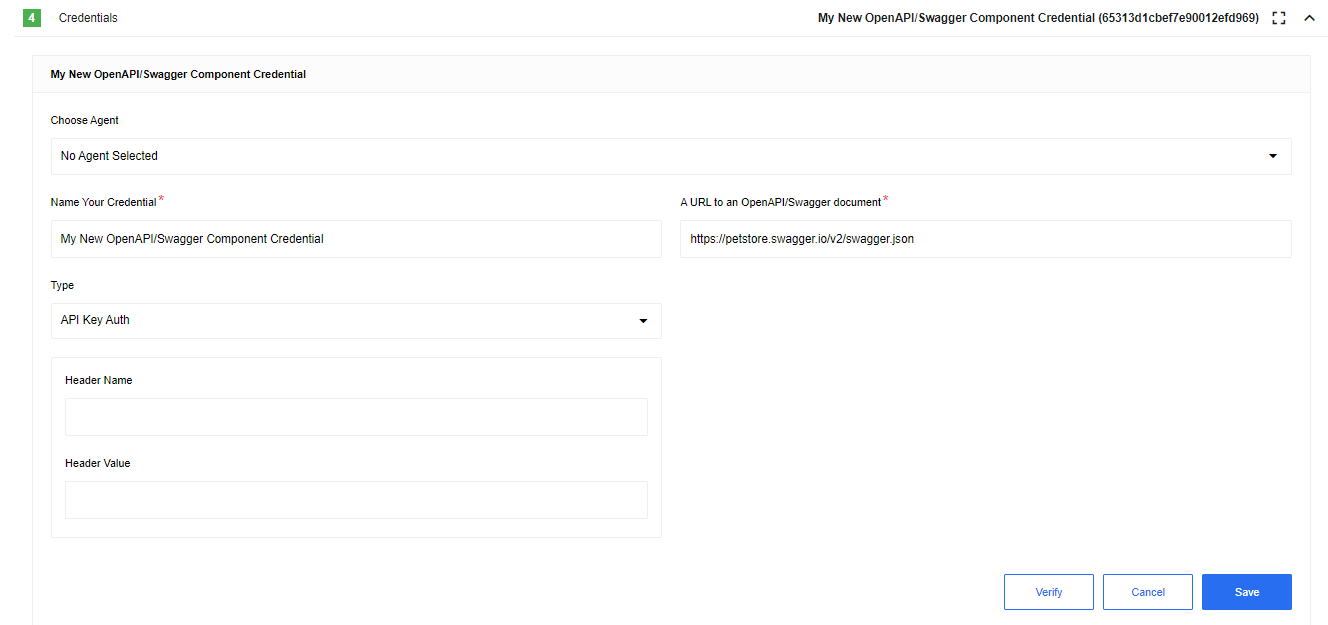 4 Credentials My New OpenAPI/Swagger Component Credential (65313d1cbef7e90012efd969)
My New OpenAPI/Swagger Component Credential
Choose Agent
No Agent Selected
Name Your Credential* A URL to an OpenAPI/Swagger document*
My New OpenAPI/Swagger Component Credential https://petstore.swagger.io/v2/swagger.json
Type
API Key Auth
Header Name
Header Value
Verify Cancel Save